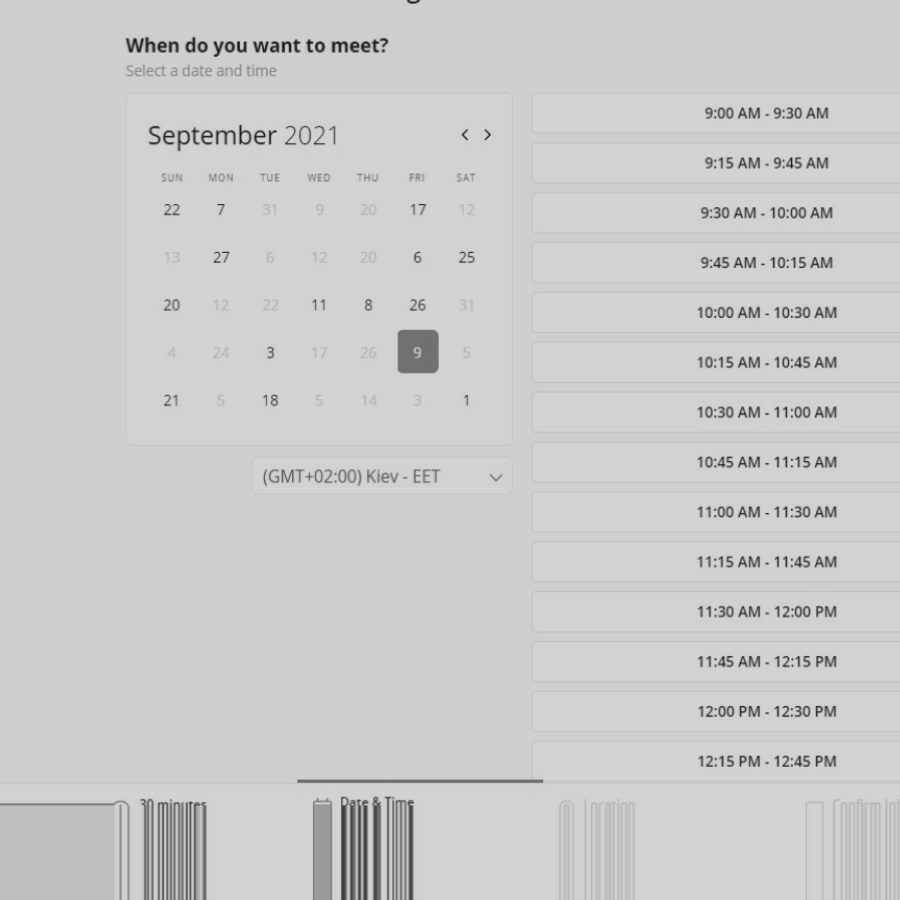 When do you want to meet?
Select a date and time
September 2021
SUN MON TUE WED THU FRI SAT
22 7 31 9 20 17 12
13 27 6 12 20 6 25
20 12 22 11 8 26 31
4 24 3 17 26 9 5
21 5 18 5 14 3 1
(GMT+02:00) Kiev - EET
9:00 AM - 9:30 AM
9:15 AM - 9:45 AM
9:30 AM - 10:00 AM
9:45 AM - 10:15 AM
10:00 AM - 10:30 AM
10:15 AM - 10:45 AM
10:30 AM - 11:00 AM
10:45 AM - 11:15 AM
11:00 AM - 11:30 AM
11:15 AM - 11:45 AM
11:30 AM - 12:00 PM
11:45 AM - 12:15 PM
12:00 PM - 12:30 PM
12:15 PM - 12:45 PM
30 minutes
Date & Time
Location
Confirm